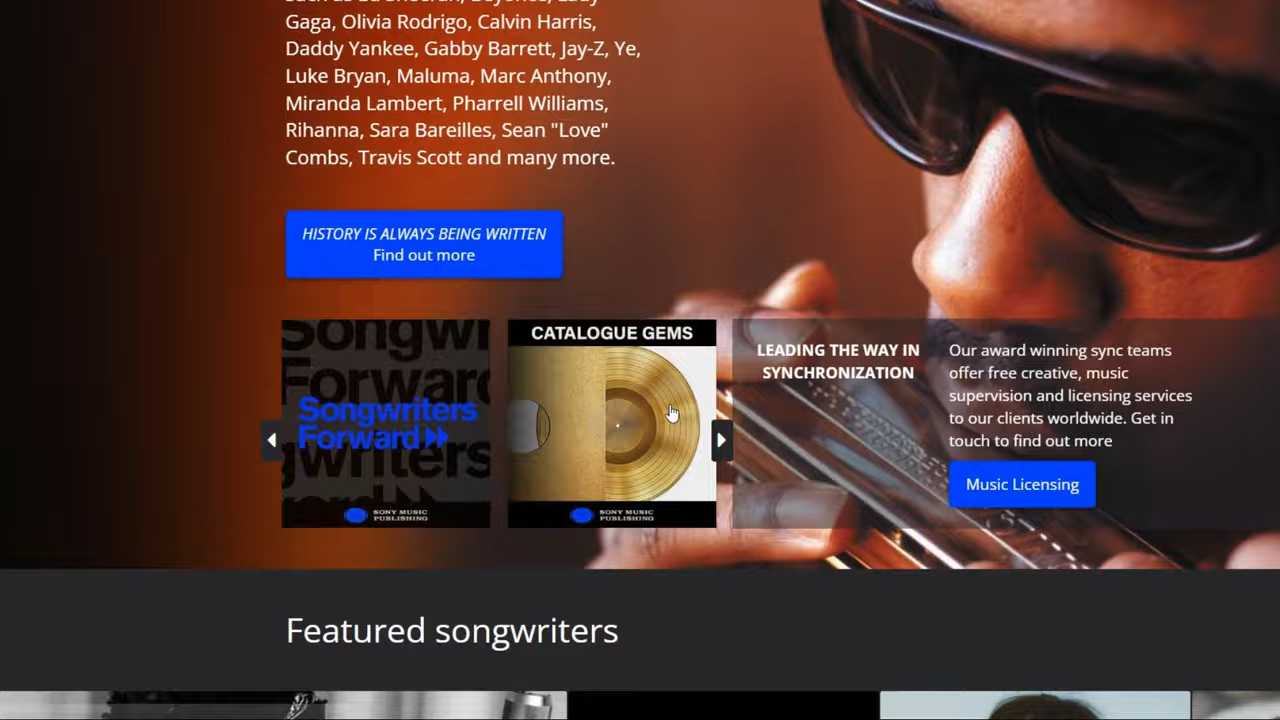 Gaga, Olivia Rodrigo, Calvin Harris,
Daddy Yankee, Gabby Barrett, Jay-Z, Ye,
Luke Bryan, Maluma, Marc Anthony,
Miranda Lambert, Pharrell Williams,
Rihanna, Sara Bareilles, Sean "Love"
Combs, Travis Scott and many more.
HISTORY IS ALWAYS BEING WRITTEN
Find out more
Songwriters
Forward
SONY MUSIC
PUBLISHING
CATALOGUE GEMS
SONY MUSIC
PUBLISHING
LEADING THE WAY IN
SYNCHRONIZATION
Our award winning sync teams
offer free creative, music
supervision and licensing services
to our clients worldwide. Get in
touch to find out more
Music Licensing
Featured songwriters